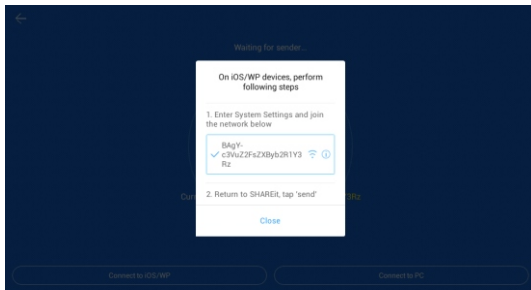 Waiting for sender...
On iOS/WP devices, perform
following steps
1. Enter System Settings and join
the network below
BAgY-
c3VuZ2FsZXByb2R1Y3
Rz
2. Return to SHAREit, tap 'send'
Close
Connect to iOS/WP
Connect to PC